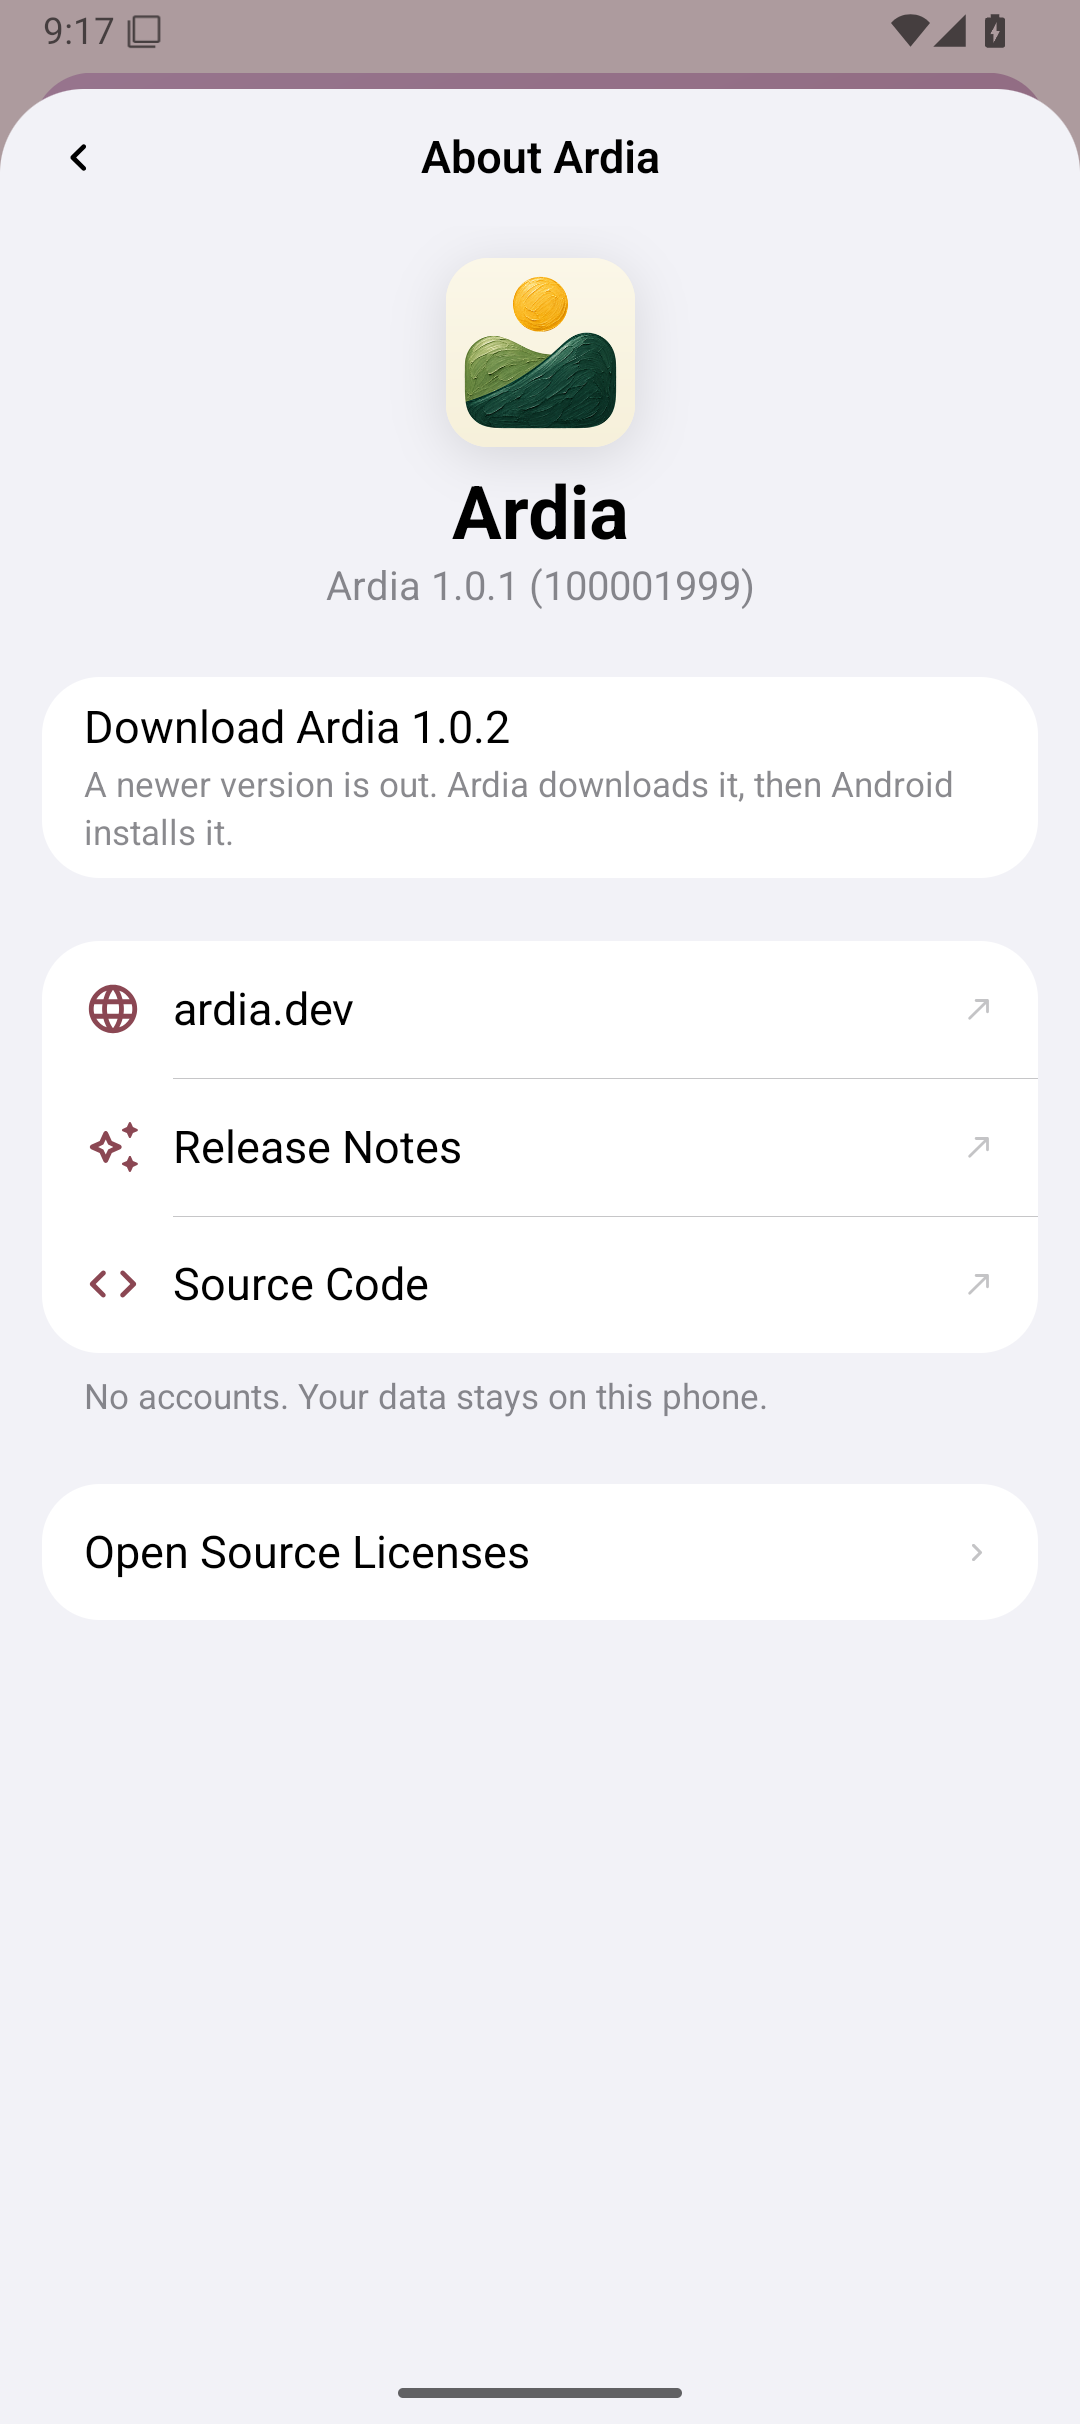 9:17
About Ardia
Ardia
Ardia 1.0.1 (100001999)
Download Ardia 1.0.2
A newer version is out. Ardia downloads it, then Android
installs it.
ardia.dev
Release Notes
Source Code
No accounts. Your data stays on this phone.
Open Source Licenses